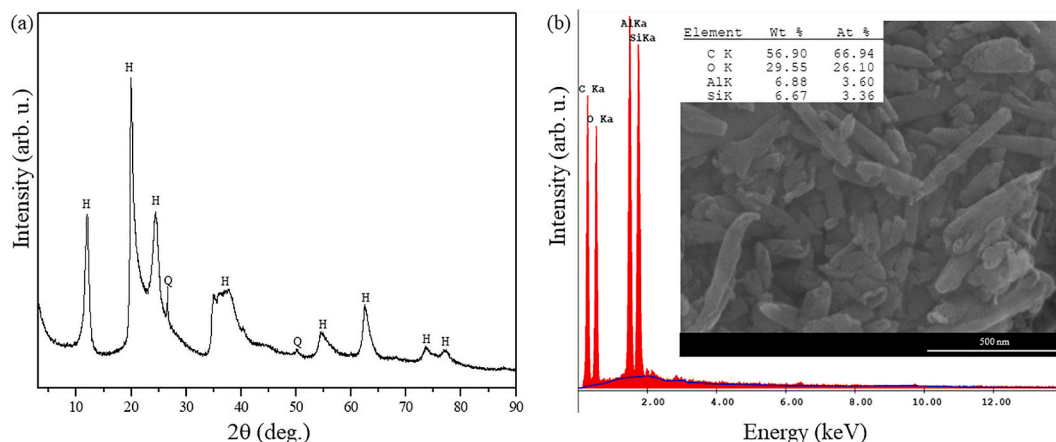 (a)
Intensity (arb. u.)
H
H
H
Q
H
Q
H
H
H
H
10 20 30 40 50 60 70 80 90
2θ (deg.)
(b)
Intensity (arb. u.)
AlKa
SiKa
C Ka
O Ka
Element Wt % At %
C K 56.90 66.94
O K 29.55 26.10
AlK 6.88 3.60
SiK 6.67 3.36
500 nm
2.00 4.00 6.00 8.00 10.00 12.00
Energy (keV)